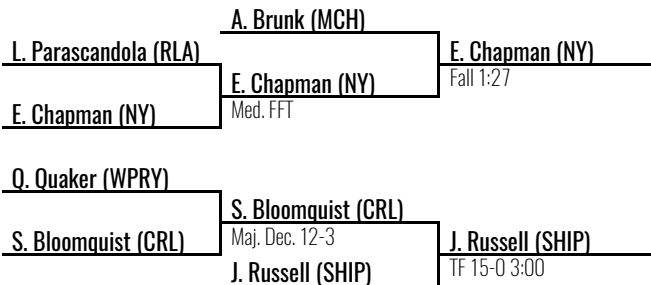 A. Brunk (MCH)
L. Parascandola (RLA)
E. Chapman (NY)
Fall 1:27
E. Chapman (NY)
Med. FFT
E. Chapman (NY)
Q. Quaker (WPRY)
S. Bloomquist (CRL)
Maj. Dec. 12-3
S. Bloomquist (CRL)
J. Russell (SHIP)
TF 15-0 3:00
J. Russell (SHIP)